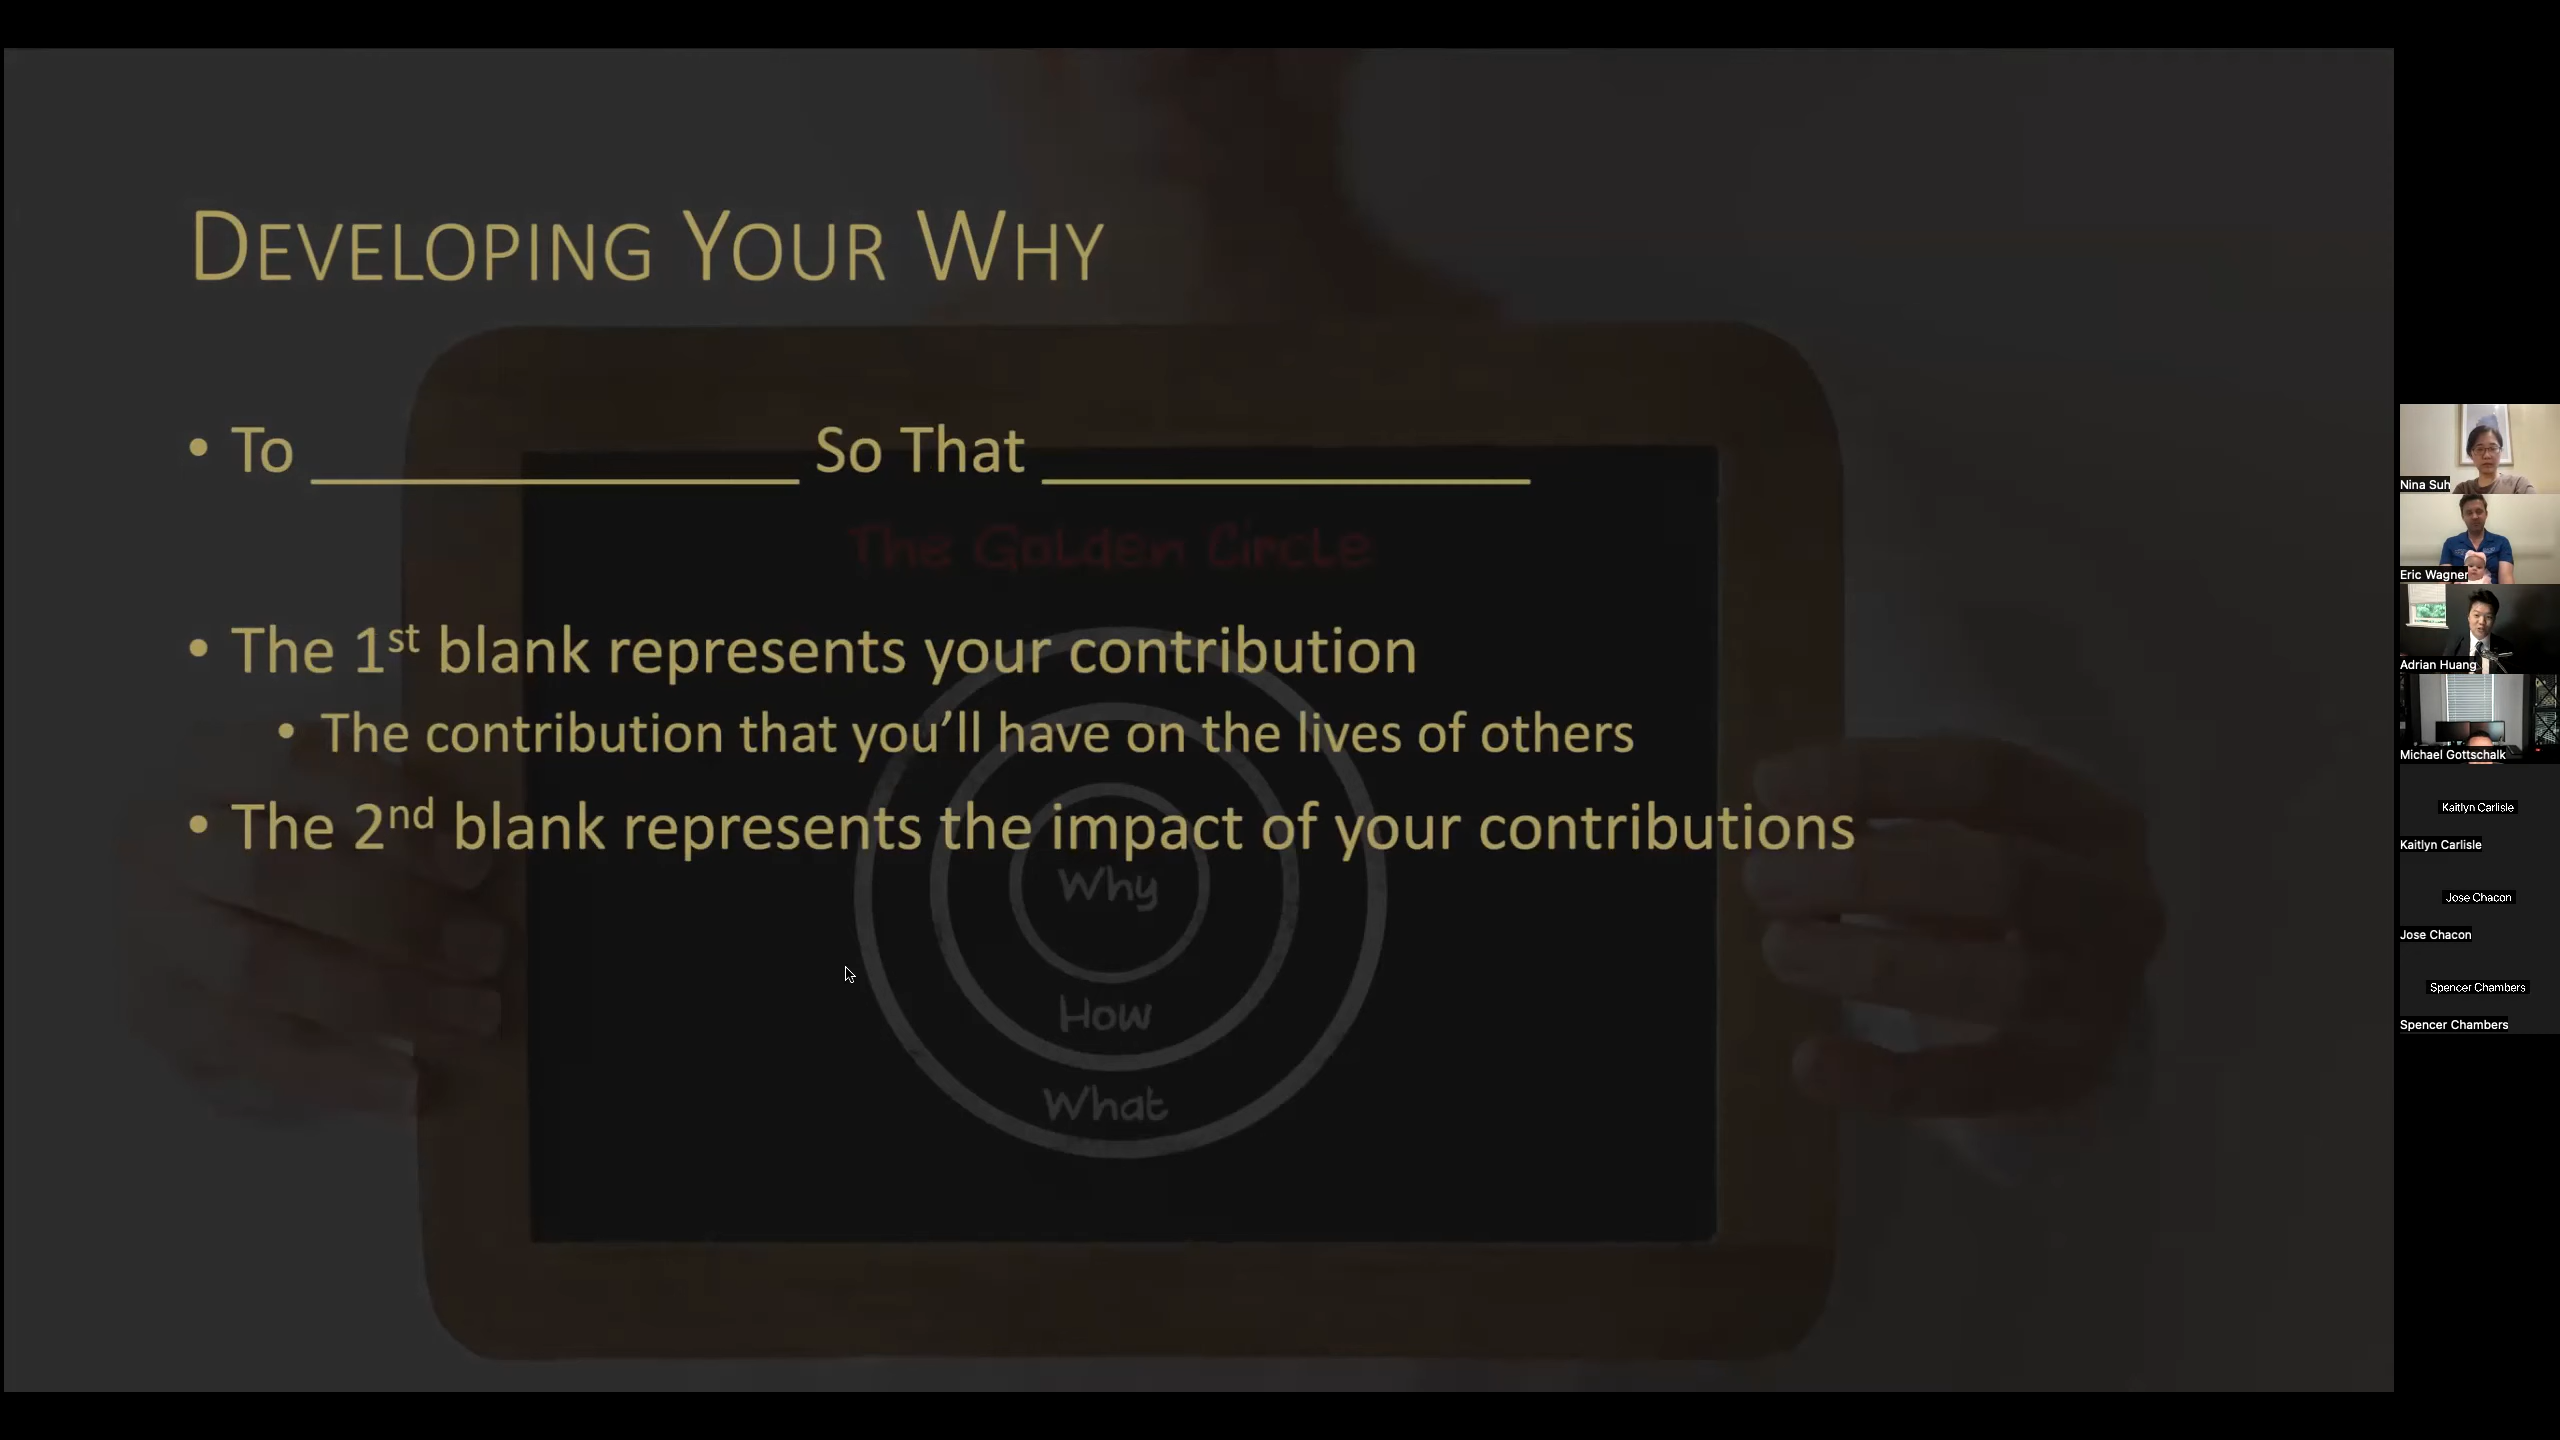 DEVELOPING YOUR WHY
• To _______________ So That _______________
The Golden Circle
• The 1st blank represents your contribution
• The contribution that you'll have on the lives of others
• The 2nd blank represents the impact of your contributions
Why
How
What
Nina Suh
Eric Wagner
Adrian Huang
Michael Gottschalk
Kaitlyn Carlisle
Kaitlyn Carlisle
Jose Chacon
Jose Chacon
Spencer Chambers
Spencer Chambers